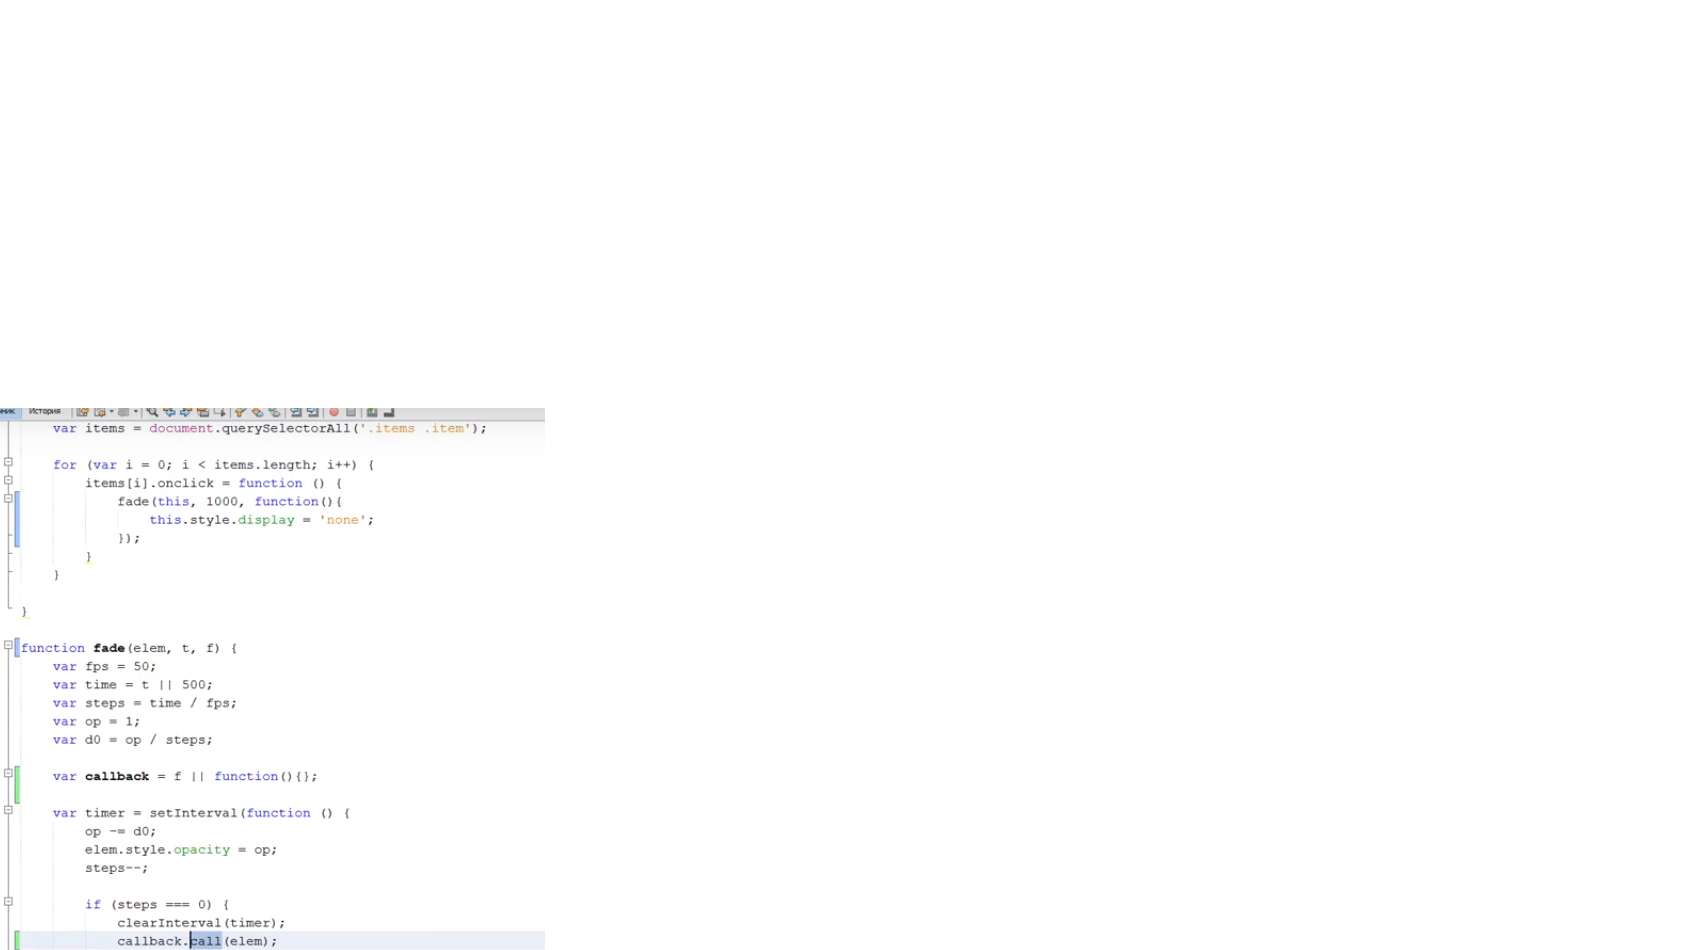 История
var items = document.querySelectorAll('.items .item');
for (var i = 0; i < items.length; i++) {
items[i].onclick = function () {
fade(this, 1000, function(){
this.style.display = 'none';
});
}
}
}
function fade(elem, t, f) {
var fps = 50;
var time = t || 500;
var steps = time / fps;
var op = 1;
var d0 = op / steps;
var callback = f || function(){};
var timer = setInterval(function () {
op -= d0;
elem.style.opacity = op;
steps--;
if (steps === 0) {
clearInterval(timer);
callback.call(elem);